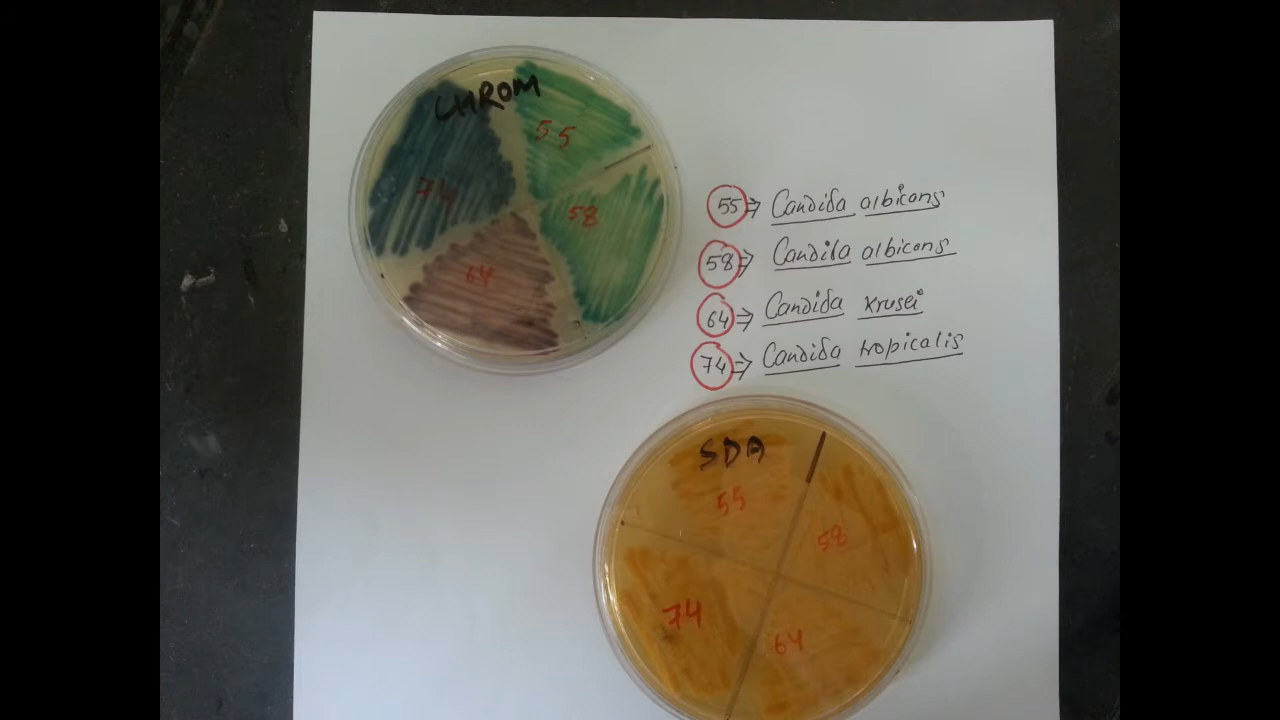 CHROM
55
74
58
64
55 ⇒ Candida albicans
58 ⇒ Candida albicans
64 ⇒ Candida krusei
74 ⇒ Candida tropicalis
SDA
55
58
74
64